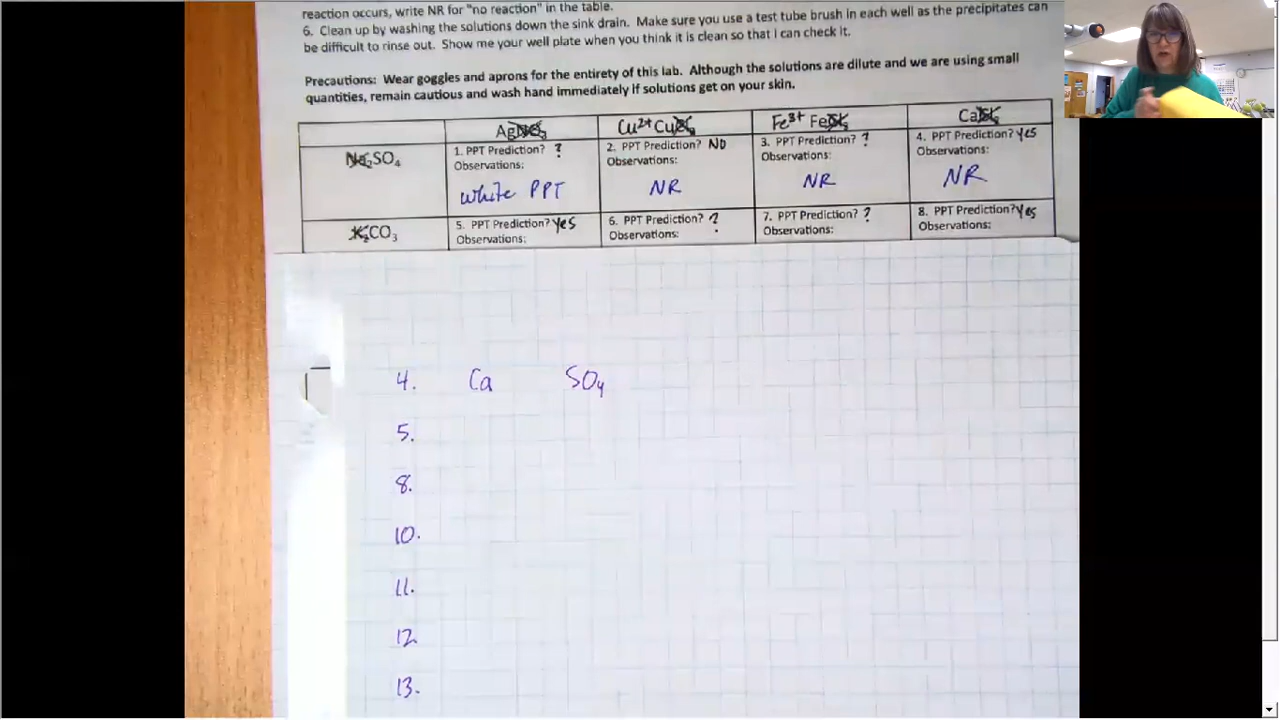 reaction occurs, write NR for "no reaction" in the table.
6. Clean up by washing the solutions down the sink drain. Make sure you use a test tube brush in each well as the precipitates can
be difficult to rinse out. Show me your well plate when you think it is clean so that I can check it.
Precautions: Wear goggles and aprons for the entirety of this lab. Although the solutions are dilute and we are using small
quantities, remain cautious and wash hand immediately if solutions get on your skin.
AgNO₃ Cu²⁺ Cu Fe³⁺ Fe Ca
Na₂SO₄ 1. PPT Prediction? ? 2. PPT Prediction? NO 3. PPT Prediction? ? 4. PPT Prediction? Yes
Observations: Observations: Observations: Observations:
white PPT NR NR NR
K₂CO₃ 5. PPT Prediction? Yes 6. PPT Prediction? ? 7. PPT Prediction? ? 8. PPT Prediction? Yes
Observations: Observations: Observations: Observations:
4. Ca SO₄
5.
8.
10.
11.
12
13.